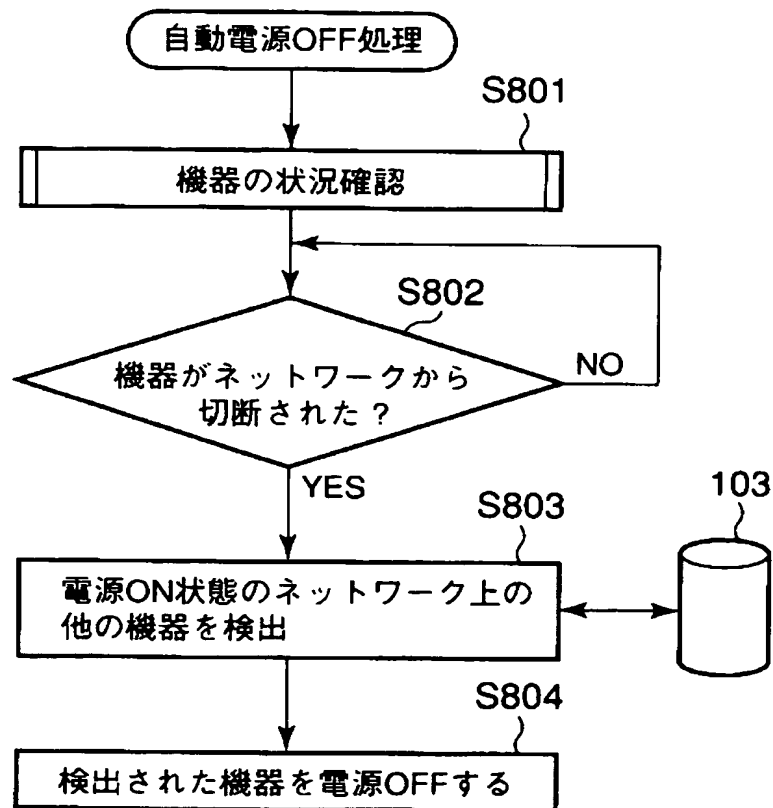 自動電源OFF処理
S801
機器の状況確認
S802
機器がネットワークから
切断された？
NO
YES
S803
103
電源ON状態のネットワーク上の
他の機器を検出
S804
検出された機器を電源OFFする